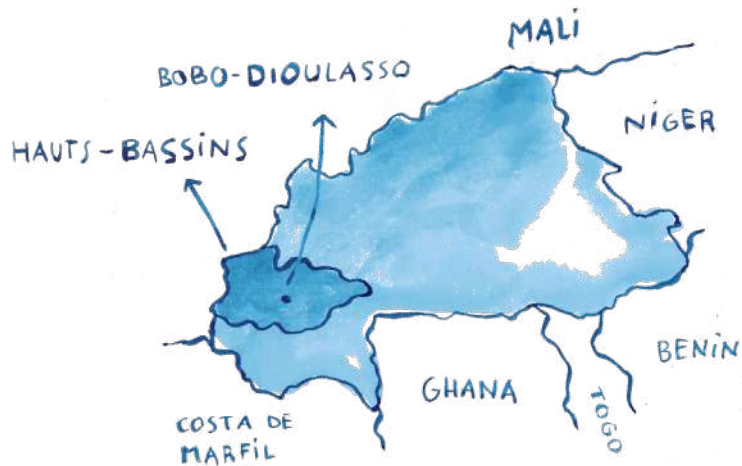 MALI
BOBO-DIOULASSO
NIGER
HAUTS-BASSINS
BENIN
GHANA
TOGO
COSTA DE
MARFIL